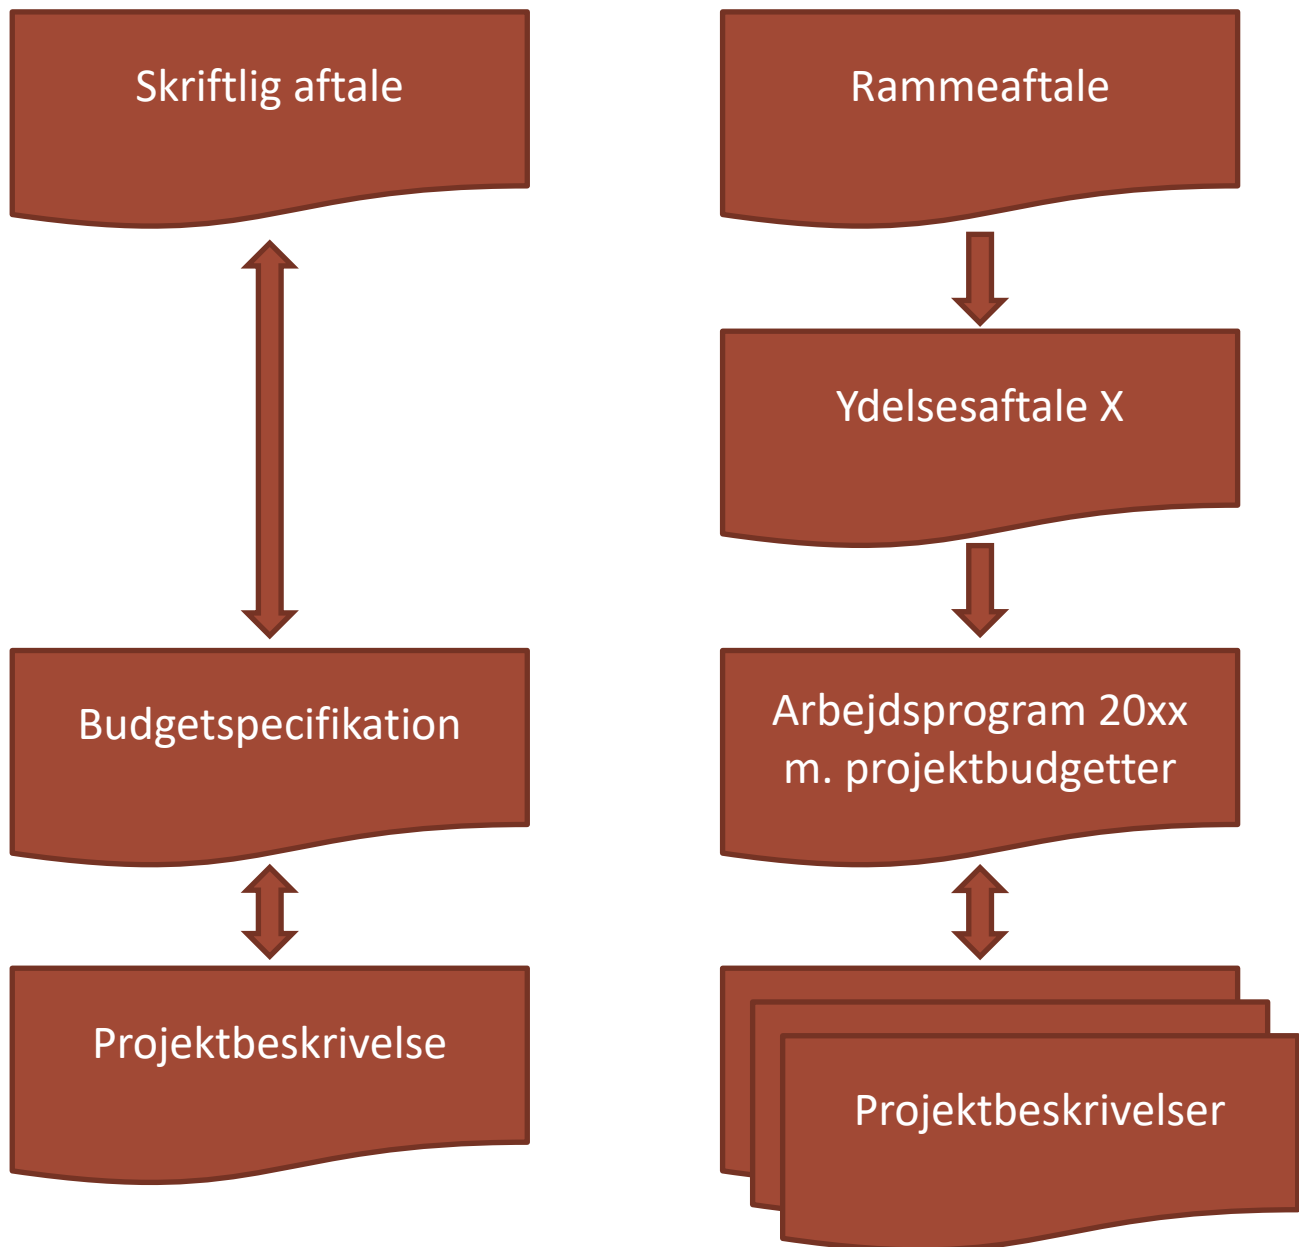 Skriftlig aftale
Rammeaftale
Ydelsesaftale X
Budgetspecifikation
Arbejdsprogram 20xx
m. projektbudgetter
Projektbeskrivelse
Projektbeskrivelser